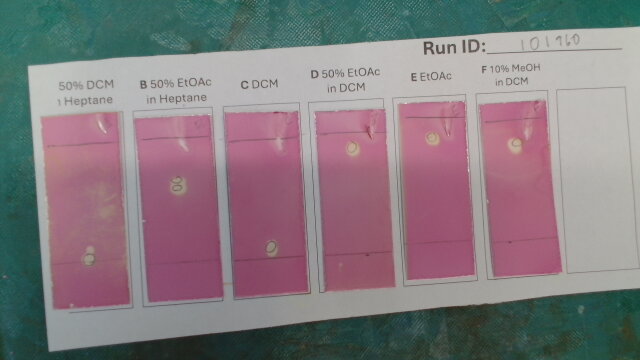 Run ID: 101760
50% DCM
n Heptane
B 50% EtOAc
in Heptane
C DCM
D 50% EtOAc
in DCM
E EtOAc
F 10% MeOH
in DCM